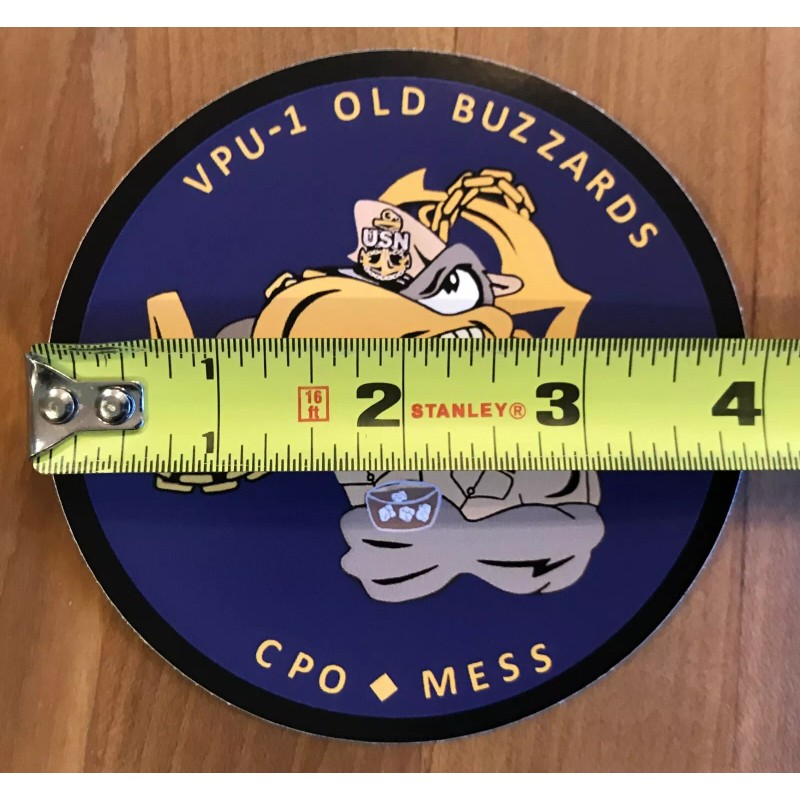 VPU-1 OLD BUZZARDS
USN
1 16 ft 2 STANLEY® 3 4
1
CPO ◆ MESS